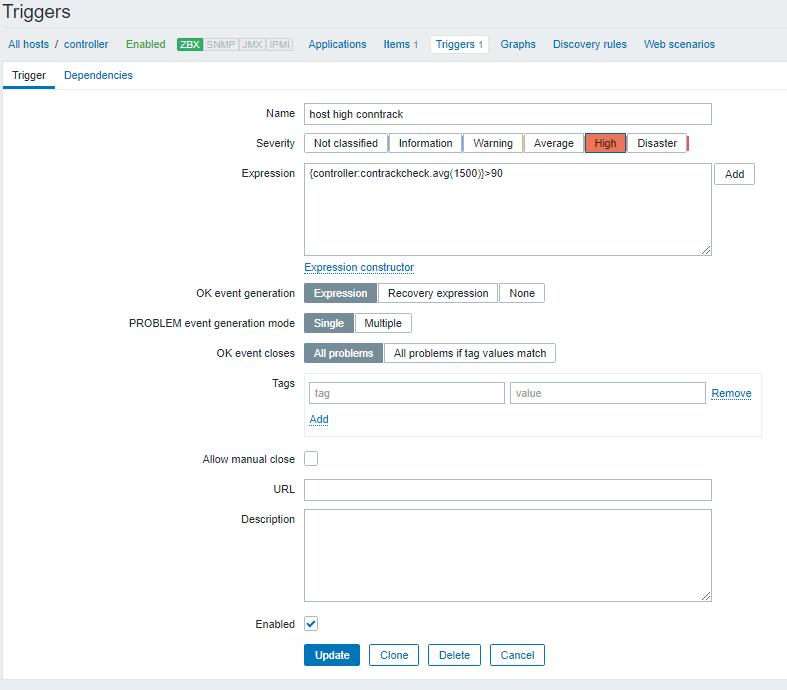 Triggers
All hosts / controller Enabled ZBX SNMP JMX IPMI Applications Items 1 Triggers 1 Graphs Discovery rules Web scenarios
Trigger Dependencies
Name host high conntrack
Severity Not classified Information Warning Average High Disaster
Expression {controller:contrackcheck.avg(1500)}>90 Add
Expression constructor
OK event generation Expression Recovery expression None
PROBLEM event generation mode Single Multiple
OK event closes All problems All problems if tag values match
Tags tag value Remove
Add
Allow manual close
URL
Description
Enabled
Update Clone Delete Cancel